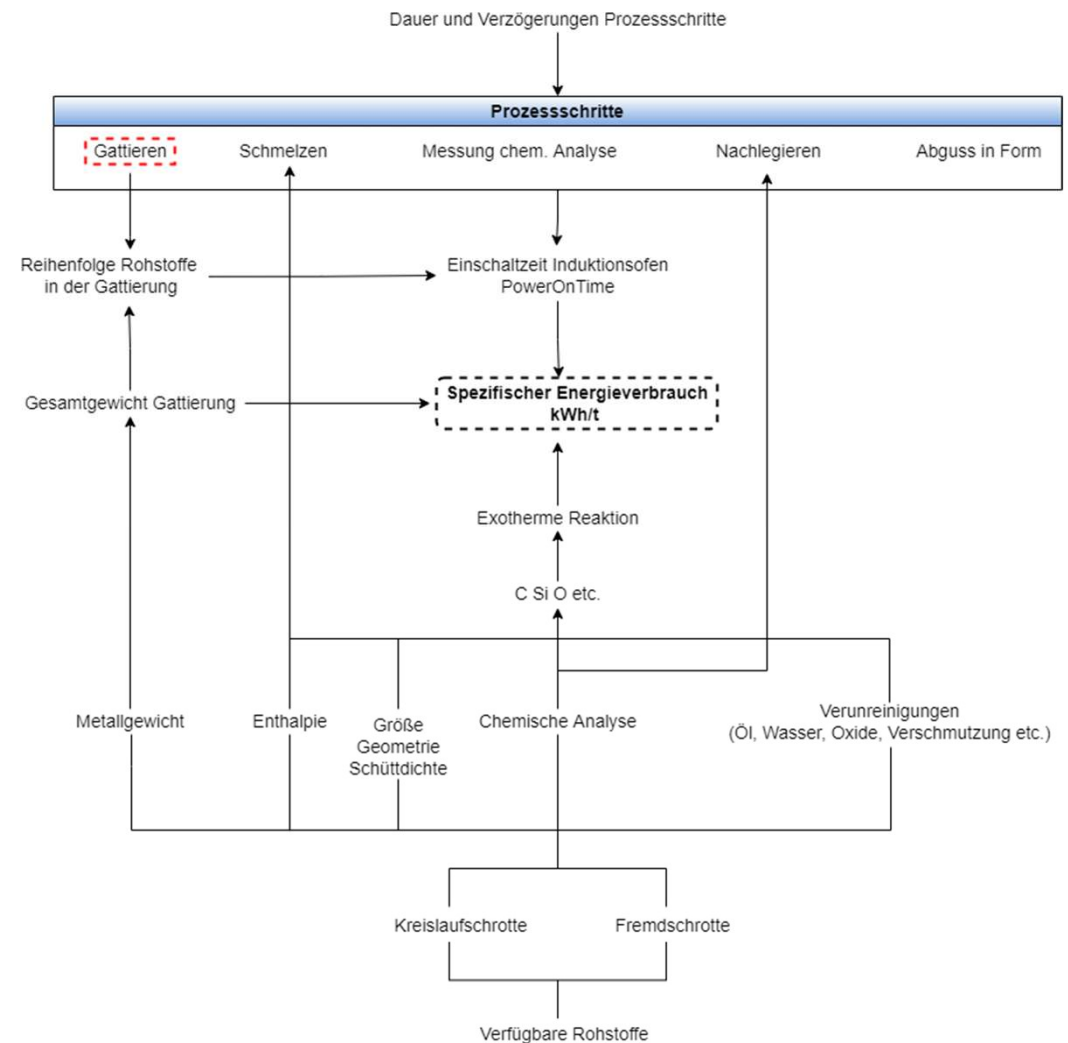 Dauer und Verzögerungen Prozessschritte
Prozessschritte
Gattieren
Schmelzen
Messung chem. Analyse
Nachlegieren
Abguss in Form
Reihenfolge Rohstoffe
in der Gattierung
Einschaltzeit Induktionsofen
PowerOnTime
Gesamtgewicht Gattierung
Spezifischer Energieverbrauch
kWh/t
Exotherme Reaktion
C Si O etc.
Metallgewicht
Enthalpie
Größe
Geometrie
Schüttdichte
Chemische Analyse
Verunreinigungen
(Öl, Wasser, Oxide, Verschmutzung etc.)
Kreislaufschrotte
Fremdschrotte
Verfügbare Rohstoffe